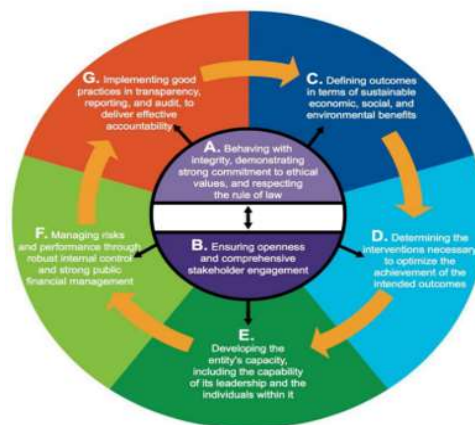 G. Implementing good
practices in transparency,
reporting, and audit, to
deliver effective
accountability
C. Defining outcomes
in terms of sustainable
economic, social, and
environmental benefits
A. Behaving with
integrity, demonstrating
strong commitment to ethical
values, and respecting
the rule of law
B. Ensuring openness
and comprehensive
stakeholder engagement
F. Managing risks
and performance through
robust internal control
and strong public
financial management
D. Determining the
interventions necessary
to optimize the
achievement of the
intended outcomes
E.
Developing the
entity's capacity,
including the capability
of its leadership and the
individuals within it